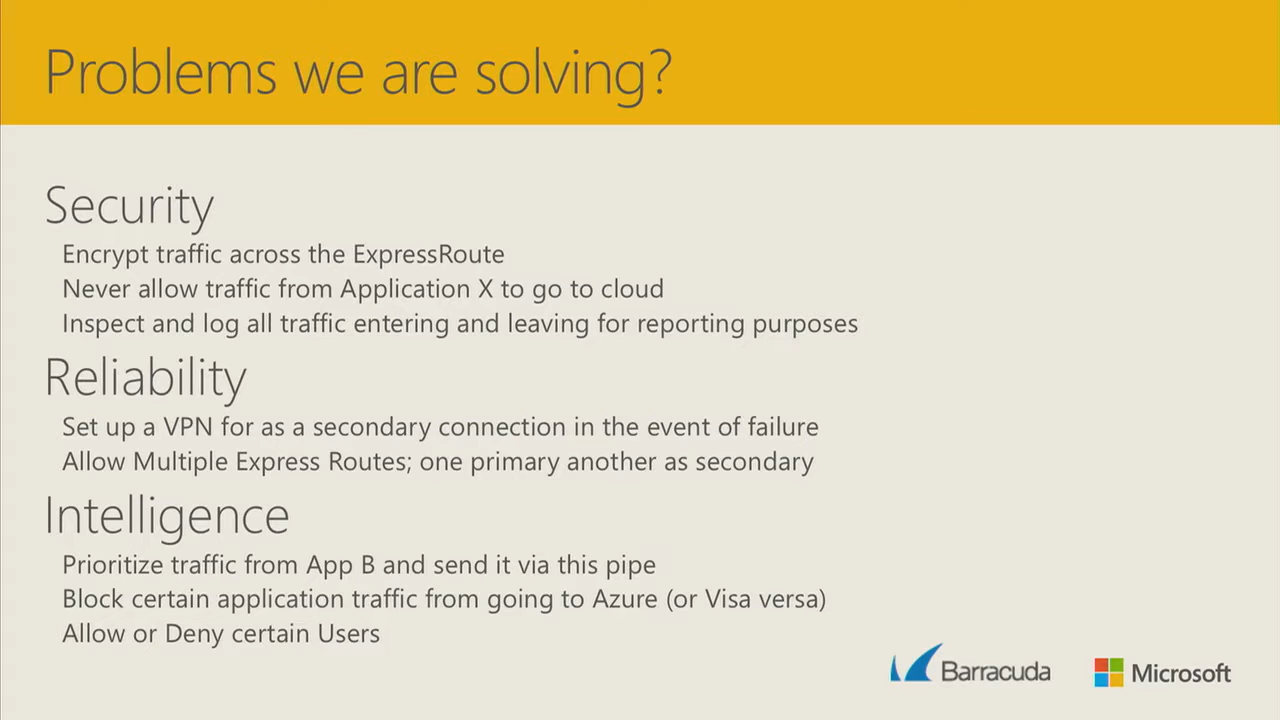 Problems we are solving?
Security
Encrypt traffic across the ExpressRoute
Never allow traffic from Application X to go to cloud
Inspect and log all traffic entering and leaving for reporting purposes
Reliability
Set up a VPN for as a secondary connection in the event of failure
Allow Multiple Express Routes; one primary another as secondary
Intelligence
Prioritize traffic from App B and send it via this pipe
Block certain application traffic from going to Azure (or Visa versa)
Allow or Deny certain Users
Barracuda
Microsoft